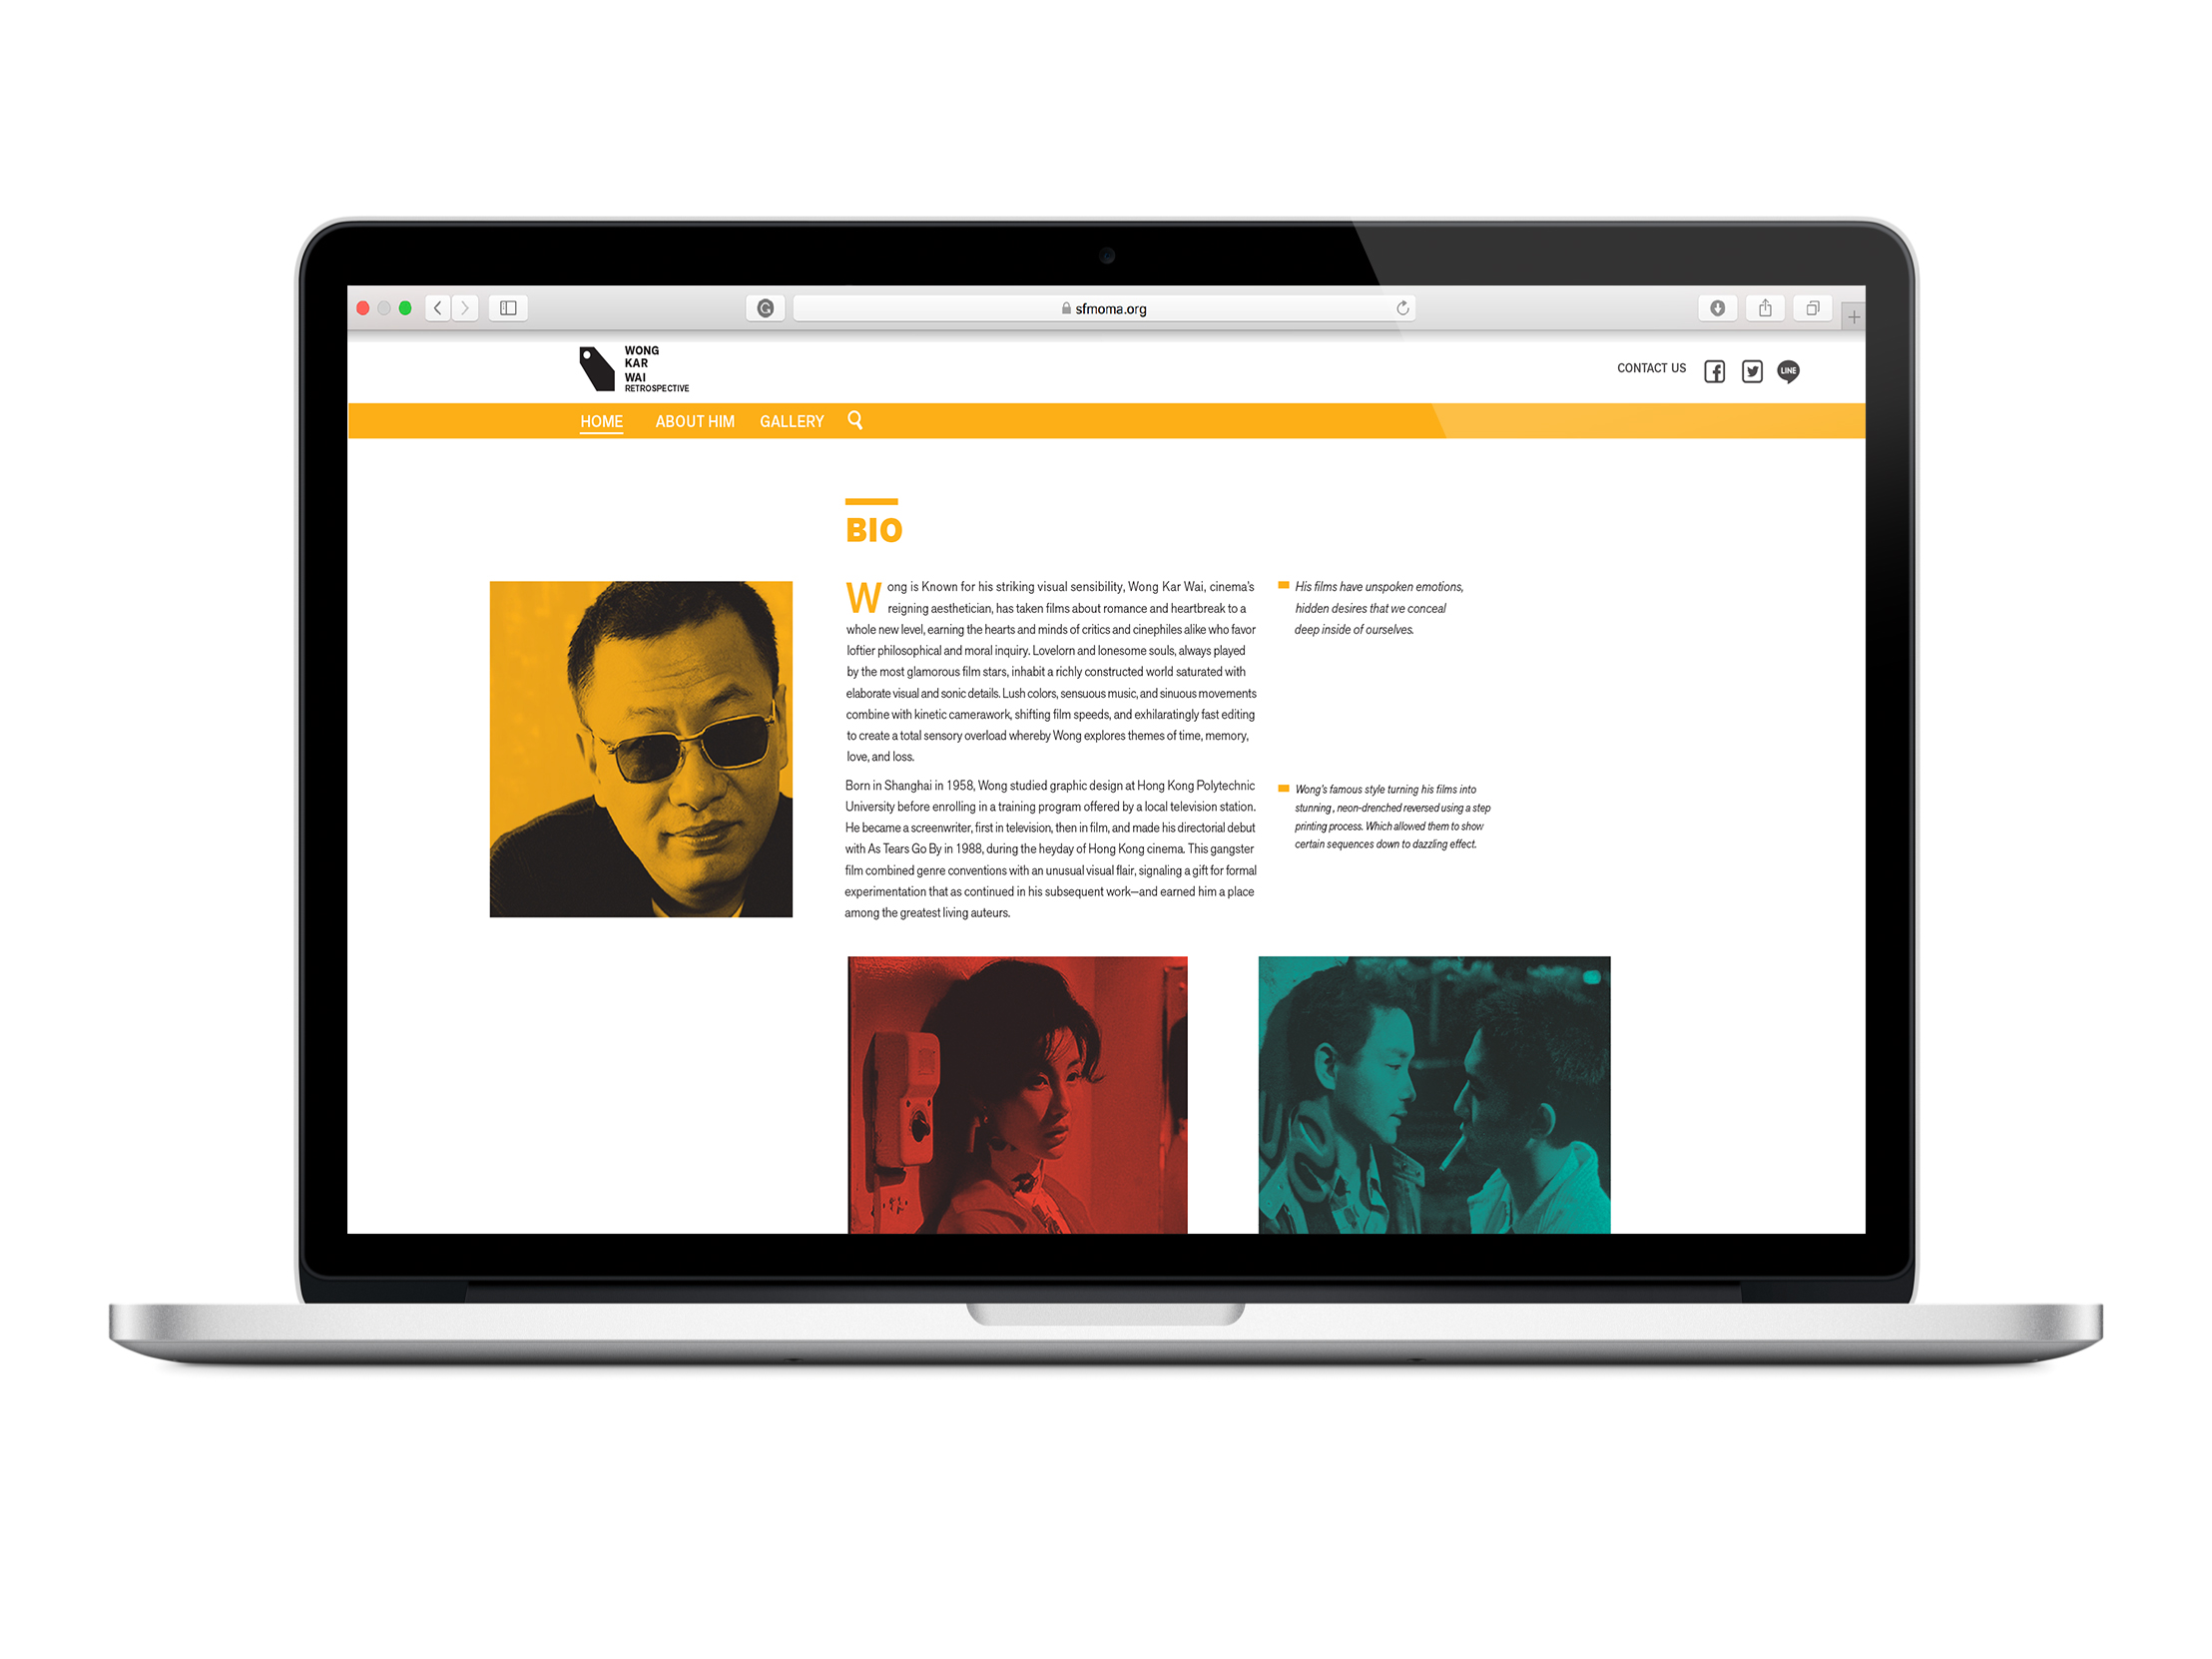 sfmoma.org
WONG
KAR
WAI
RETROSPECTIVE
CONTACT US
LINE
HOME ABOUT HIM GALLERY
BIO
Wong is Known for his striking visual sensibility, Wong Kar Wai, cinema's
reigning aesthetician, has taken films about romance and heartbreak to a
whole new level, earning the hearts and minds of critics and cinephiles alike who favor
loftier philosophical and moral inquiry. Lovelorn and lonesome souls, always played
by the most glamorous film stars, inhabit a richly constructed world saturated with
elaborate visual and sonic details. Lush colors, sensuous music, and sinuous movements
combine with kinetic camerawork, shifting film speeds, and exhilaratingly fast editing
to create a total sensory overload whereby Wong explores themes of time, memory,
love, and loss.
Born in Shanghai in 1958, Wong studied graphic design at Hong Kong Polytechnic
University before enrolling in a training program offered by a local television station.
He became a screenwriter, first in television, then in film, and made his directorial debut
with As Tears Go By in 1988, during the heyday of Hong Kong cinema. This gangster
film combined genre conventions with an unusual visual flair, signaling a gift for formal
experimentation that as continued in his subsequent work—and earned him a place
among the greatest living auteurs.
His films have unspoken emotions,
hidden desires that we conceal
deep inside of ourselves.
Wong's famous style turning his films into
stunning, neon-drenched reversed using a step
printing process. Which allowed them to show
certain sequences down to dazzling effect.